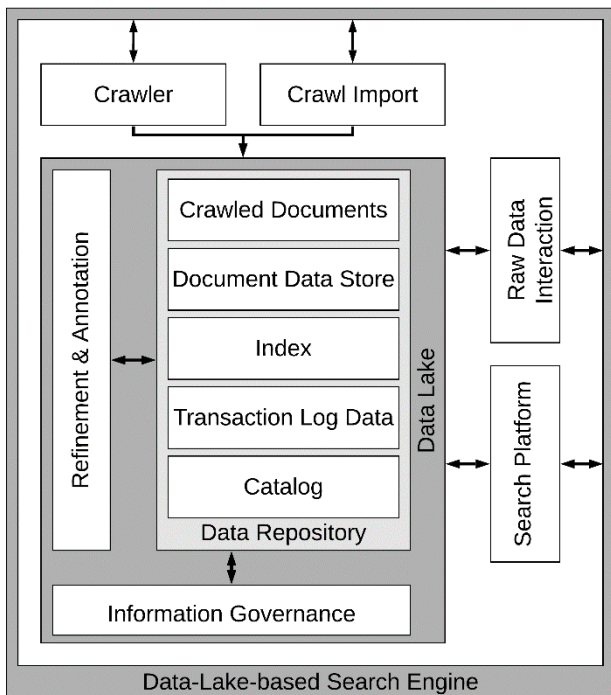 Crawler
Crawl Import
Refinement & Annotation
Crawled Documents
Document Data Store
Index
Transaction Log Data
Catalog
Data Repository
Data Lake
Raw Data
Interaction
Search Platform
Information Governance
Data-Lake-based Search Engine